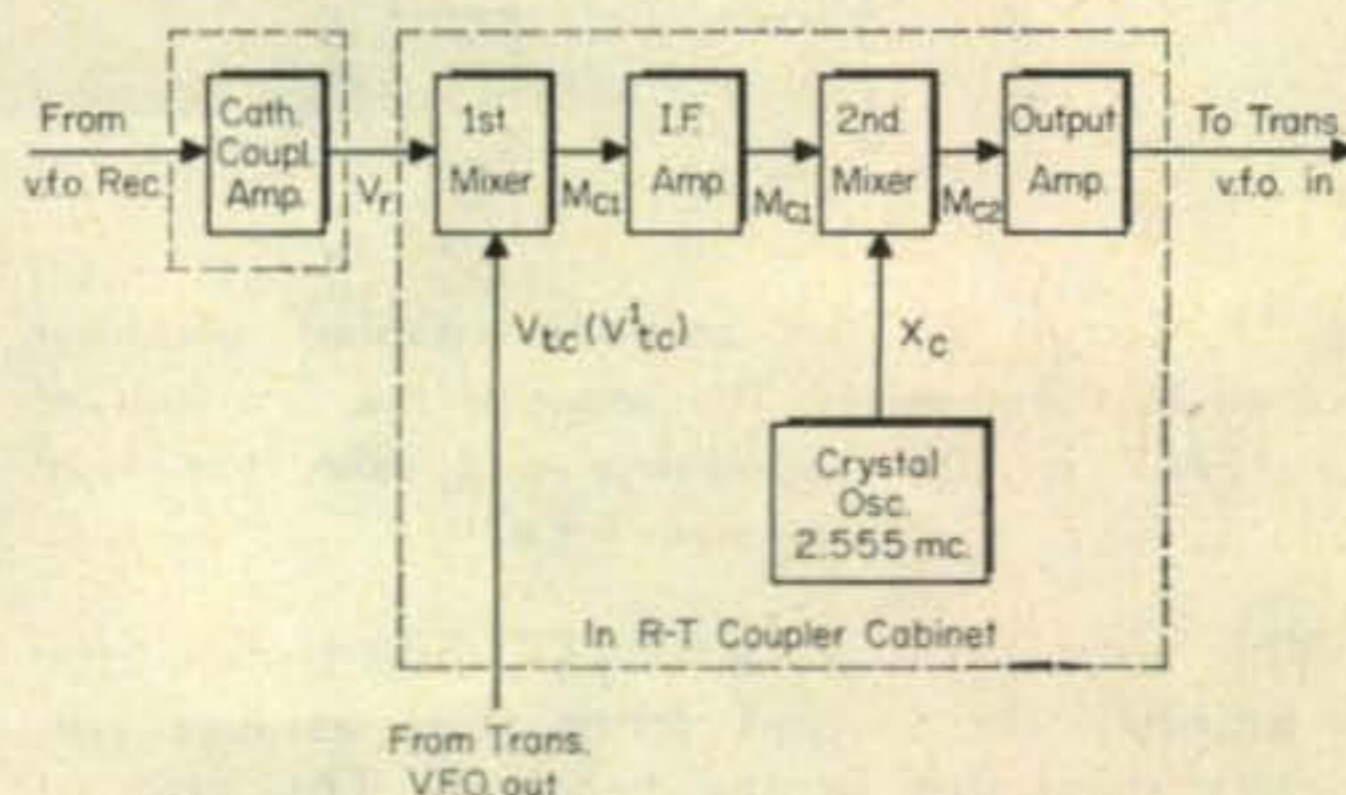 From
v.f.o. Rec.
Cath.
Coupl.
Amp.
Vr
1st.
Mixer
MC1
I.F.
Amp.
MC1
2nd.
Mixer
MC2
Output
Amp.
To Trans.
v.f.o. in
Vtc (V¹tc)
Xc
Crystal
Osc.
2.555 mc.
In R-T Coupler Cabinet
From Trans.
V.F.O. out